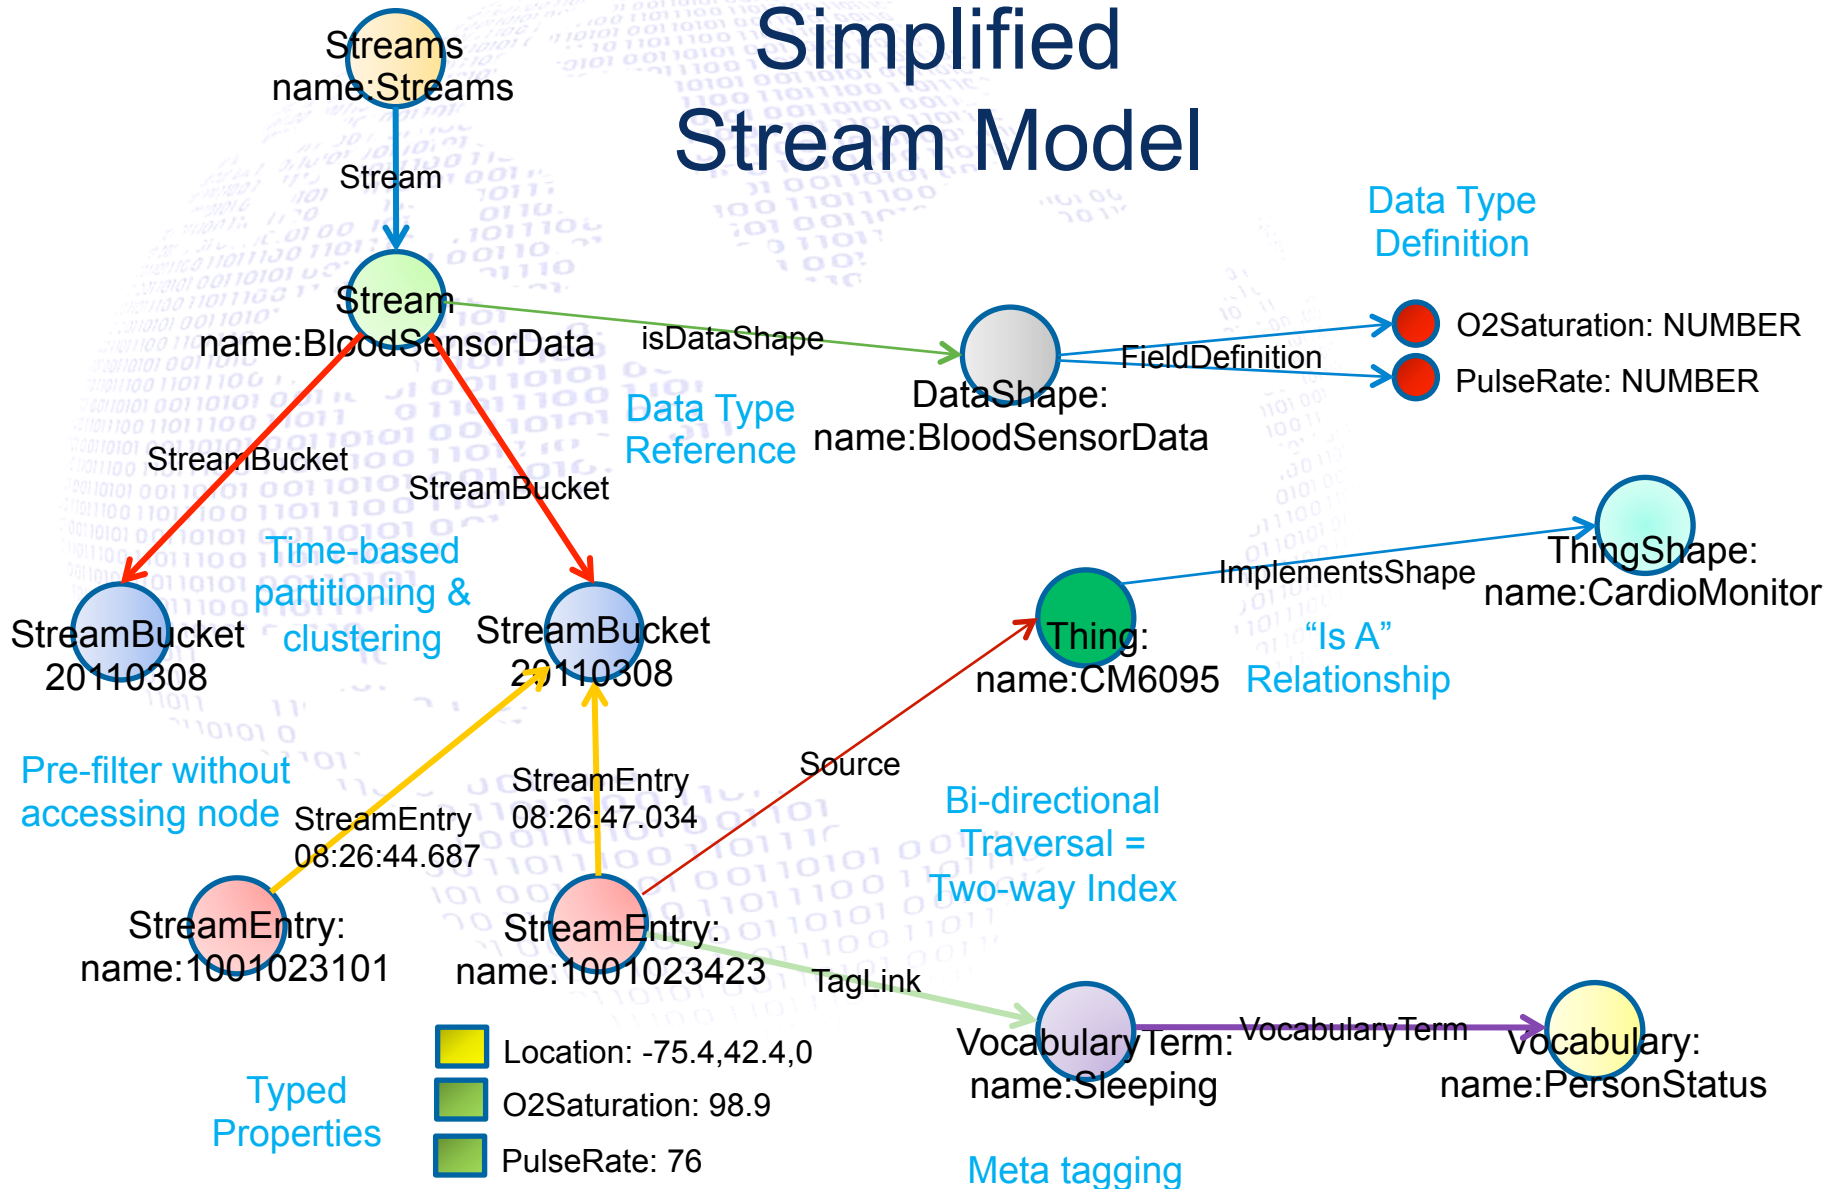 Simplified
Stream Model
Streams
name:Streams
Stream
Stream
name:BloodSensorData
isDataShape
Data Type
Reference
DataShape:
name:BloodSensorData
FieldDefinition
Data Type
Definition
O2Saturation: NUMBER
PulseRate: NUMBER
StreamBucket
StreamBucket
Time-based
partitioning &
clustering
StreamBucket
20110308
StreamBucket
20110308
Thing:
name:CM6095
ImplementsShape
"Is A"
Relationship
ThingShape:
name:CardioMonitor
Pre-filter without
accessing node
StreamEntry
08:26:44.687
StreamEntry
08:26:47.034
Source
Bi-directional
Traversal =
Two-way Index
StreamEntry:
name:1001023101
StreamEntry:
name:1001023423
TagLink
VocabularyTerm:
name:Sleeping
VocabularyTerm
Vocabulary:
name:PersonStatus
Typed
Properties
Location: -75.4,42.4,0
O2Saturation: 98.9
PulseRate: 76
Meta tagging